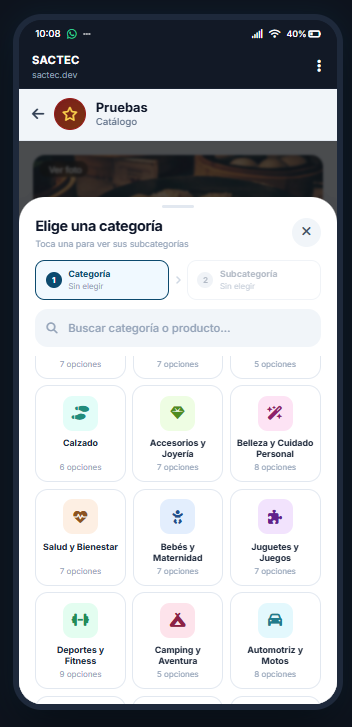 10:08
40%
SACTEC
sactec.dev
Pruebas
Catálogo
Ver foto
Elige una categoría
Toca una para ver sus subcategorías
1 Categoría
Sin elegir
2 Subcategoría
Sin elegir
Buscar categoría o producto...
7 opciones 7 opciones 5 opciones
Calzado
6 opciones
Accesorios y
Joyería
7 opciones
Belleza y Cuidado
Personal
8 opciones
Salud y Bienestar
7 opciones
Bebés y
Maternidad
7 opciones
Juguetes y
Juegos
7 opciones
Deportes y
Fitness
9 opciones
Camping y
Aventura
5 opciones
Automotriz y
Motos
8 opciones